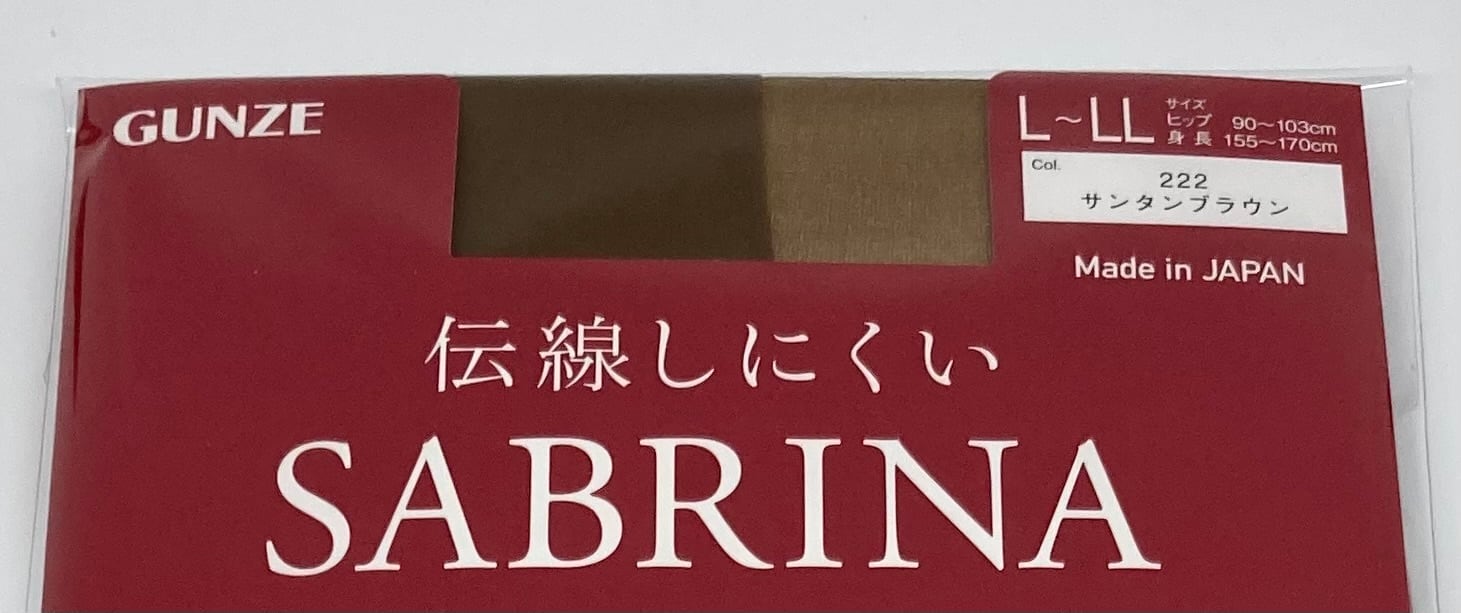 GUNZE
L~LL
サイズ
ヒップ 90~103cm
身長 155~170cm
Col.
222
サンタンブラウン
Made in JAPAN
伝線しにくい
SABRINA